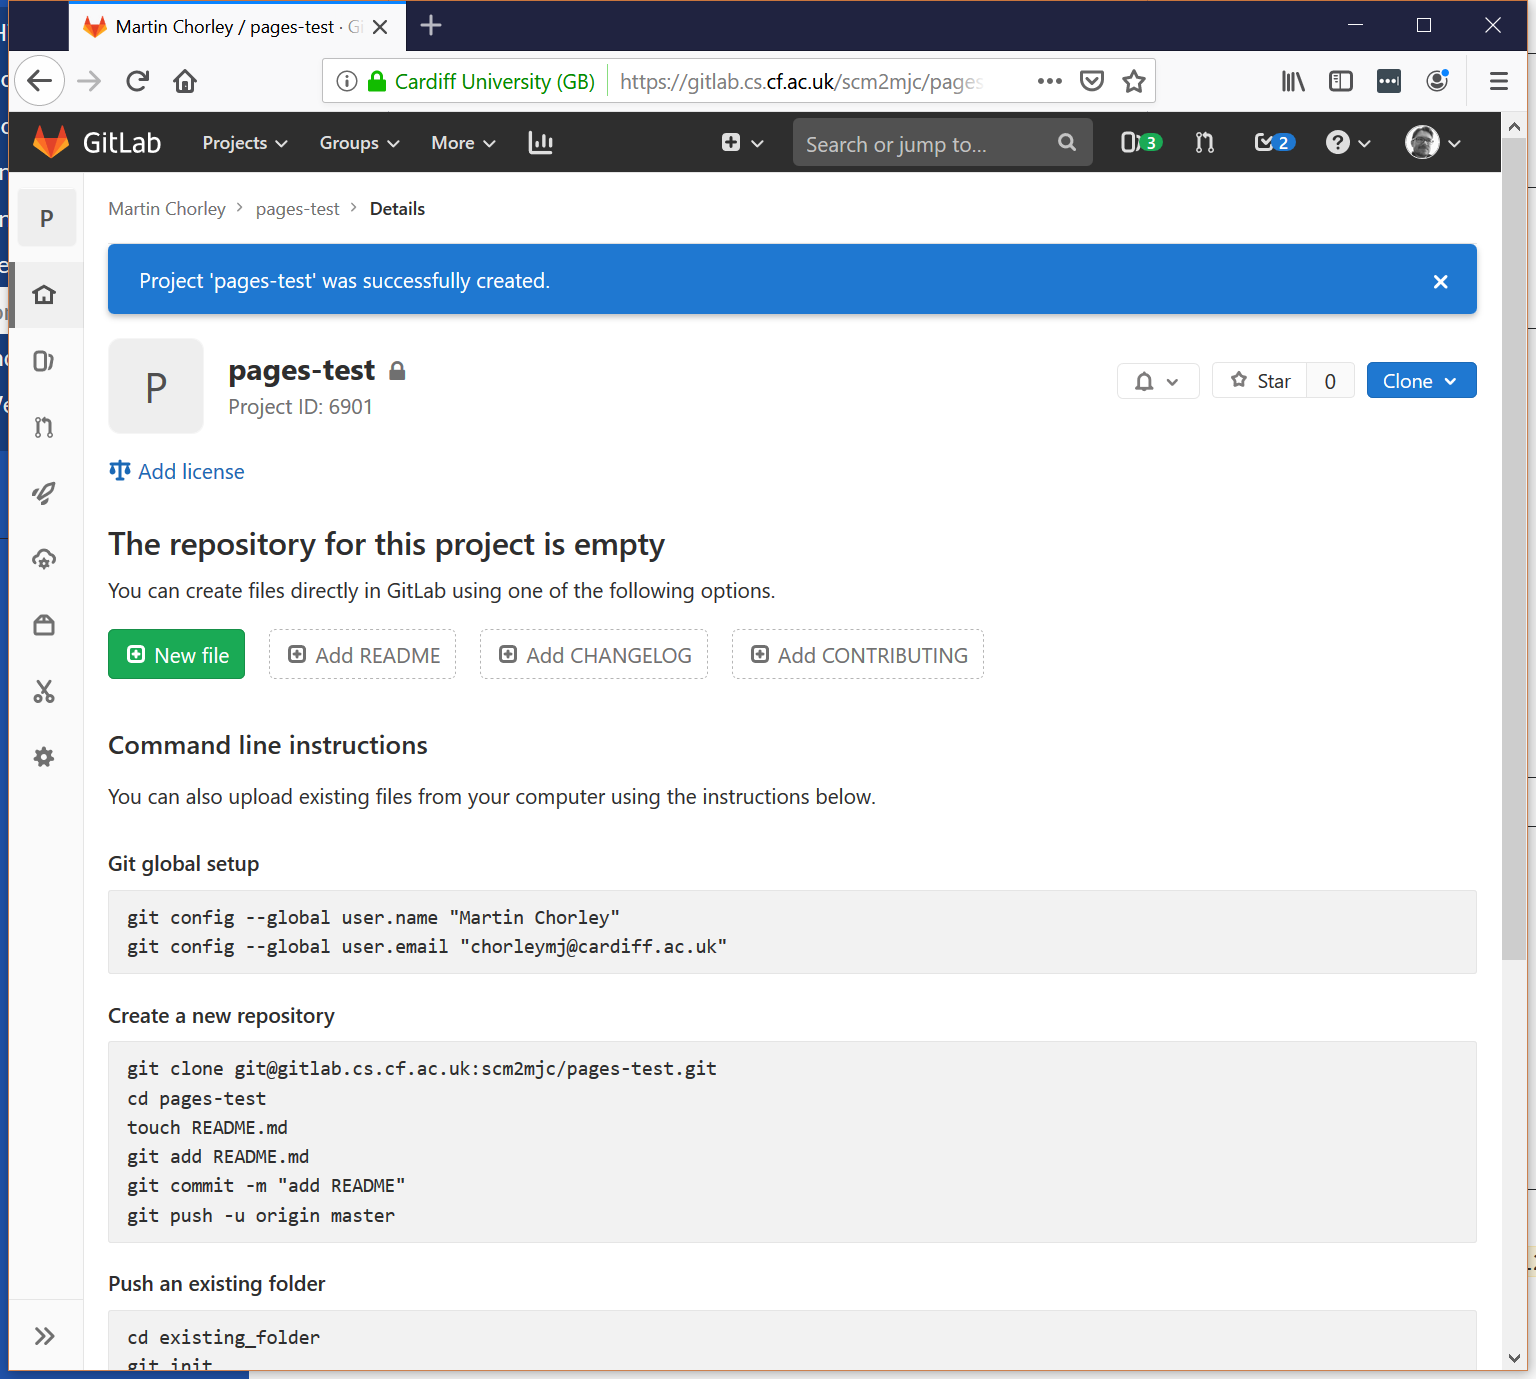 Martin Chorley / pages-test · Gi
Cardiff University (GB)
https://gitlab.cs.cf.ac.uk/scm2mjc/pages
GitLab
Projects
Groups
More
Search or jump to...
3
2
Martin Chorley
pages-test
Details
P
Project 'pages-test' was successfully created.
P
pages-test
Project ID: 6901
Star
0
Clone
Add license
The repository for this project is empty
You can create files directly in GitLab using one of the following options.
New file
Add README
Add CHANGELOG
Add CONTRIBUTING
Command line instructions
You can also upload existing files from your computer using the instructions below.
Git global setup
git config --global user.name "Martin Chorley"
git config --global user.email "chorleymj@cardiff.ac.uk"
Create a new repository
git clone git@gitlab.cs.cf.ac.uk:scm2mjc/pages-test.git
cd pages-test
touch README.md
git add README.md
git commit -m "add README"
git push -u origin master
Push an existing folder
cd existing_folder
git init